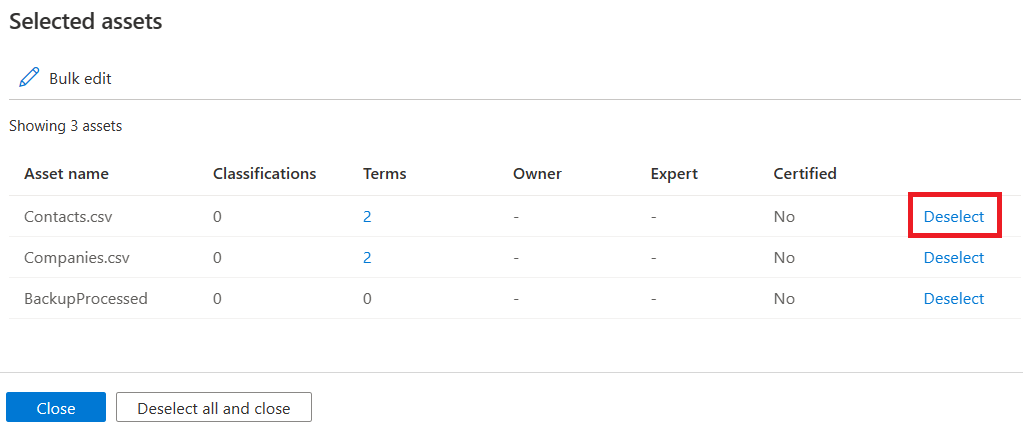 Selected assets
Bulk edit
Showing 3 assets
Asset name Classifications Terms Owner Expert Certified
Contacts.csv 0 2 - - No Deselect
Companies.csv 0 2 - - No Deselect
BackupProcessed 0 0 - - No Deselect
Close Deselect all and close